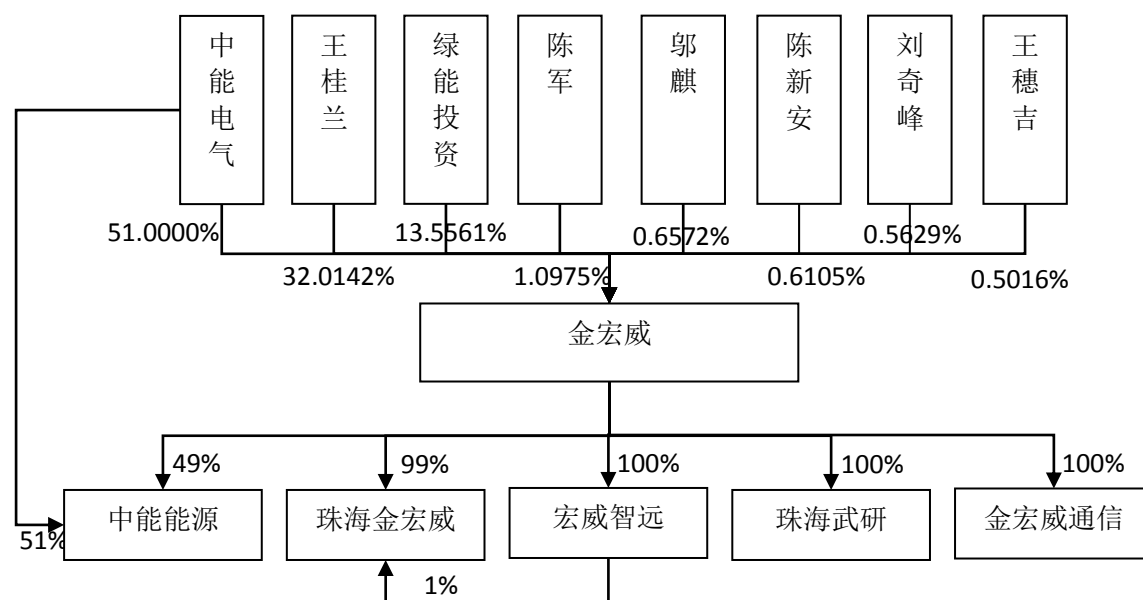 中能电气
王桂兰
绿能投资
陈军
邬麒
陈新安
刘奇峰
王穗吉
51.0000%
13.5561%
0.6572%
0.5629%
32.0142%
1.0975%
0.6105%
0.5016%
金宏威
49%
99%
100%
100%
100%
中能能源
珠海金宏威
宏威智远
珠海武研
金宏威通信
51%
1%